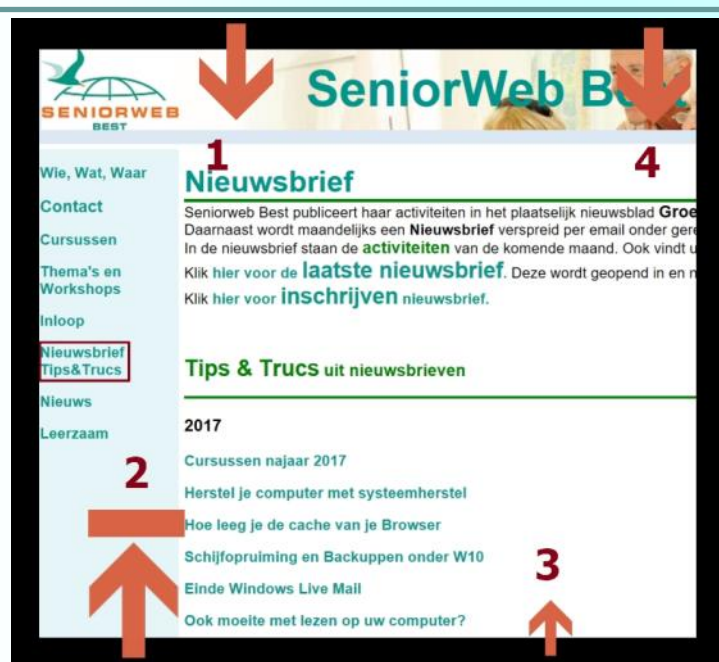 SENIORWEB
BEST
SeniorWeb Best
1
4
Wie, Wat, Waar
Contact
Cursussen
Thema's en
Workshops
Inloop
Nieuwsbrief
Tips&Trucs
Nieuws
Leerzaam
2
Nieuwsbrief
Seniorweb Best publiceert haar activiteiten in het plaatselijk nieuwsblad Groe
Daarnaast wordt maandelijks een Nieuwsbrief verspreid per email onder gere
In de nieuwsbrief staan de activiteiten van de komende maand. Ook vindt u
Klik hier voor de laatste nieuwsbrief. Deze wordt geopend in en n
Klik hier voor inschrijven nieuwsbrief.
Tips & Trucs uit nieuwsbrieven
2017
Cursussen najaar 2017
Herstel je computer met systeemherstel
Hoe leeg je de cache van je Browser
Schijfopruiming en Backuppen onder W10
Einde Windows Live Mail
Ook moeite met lezen op uw computer?
3